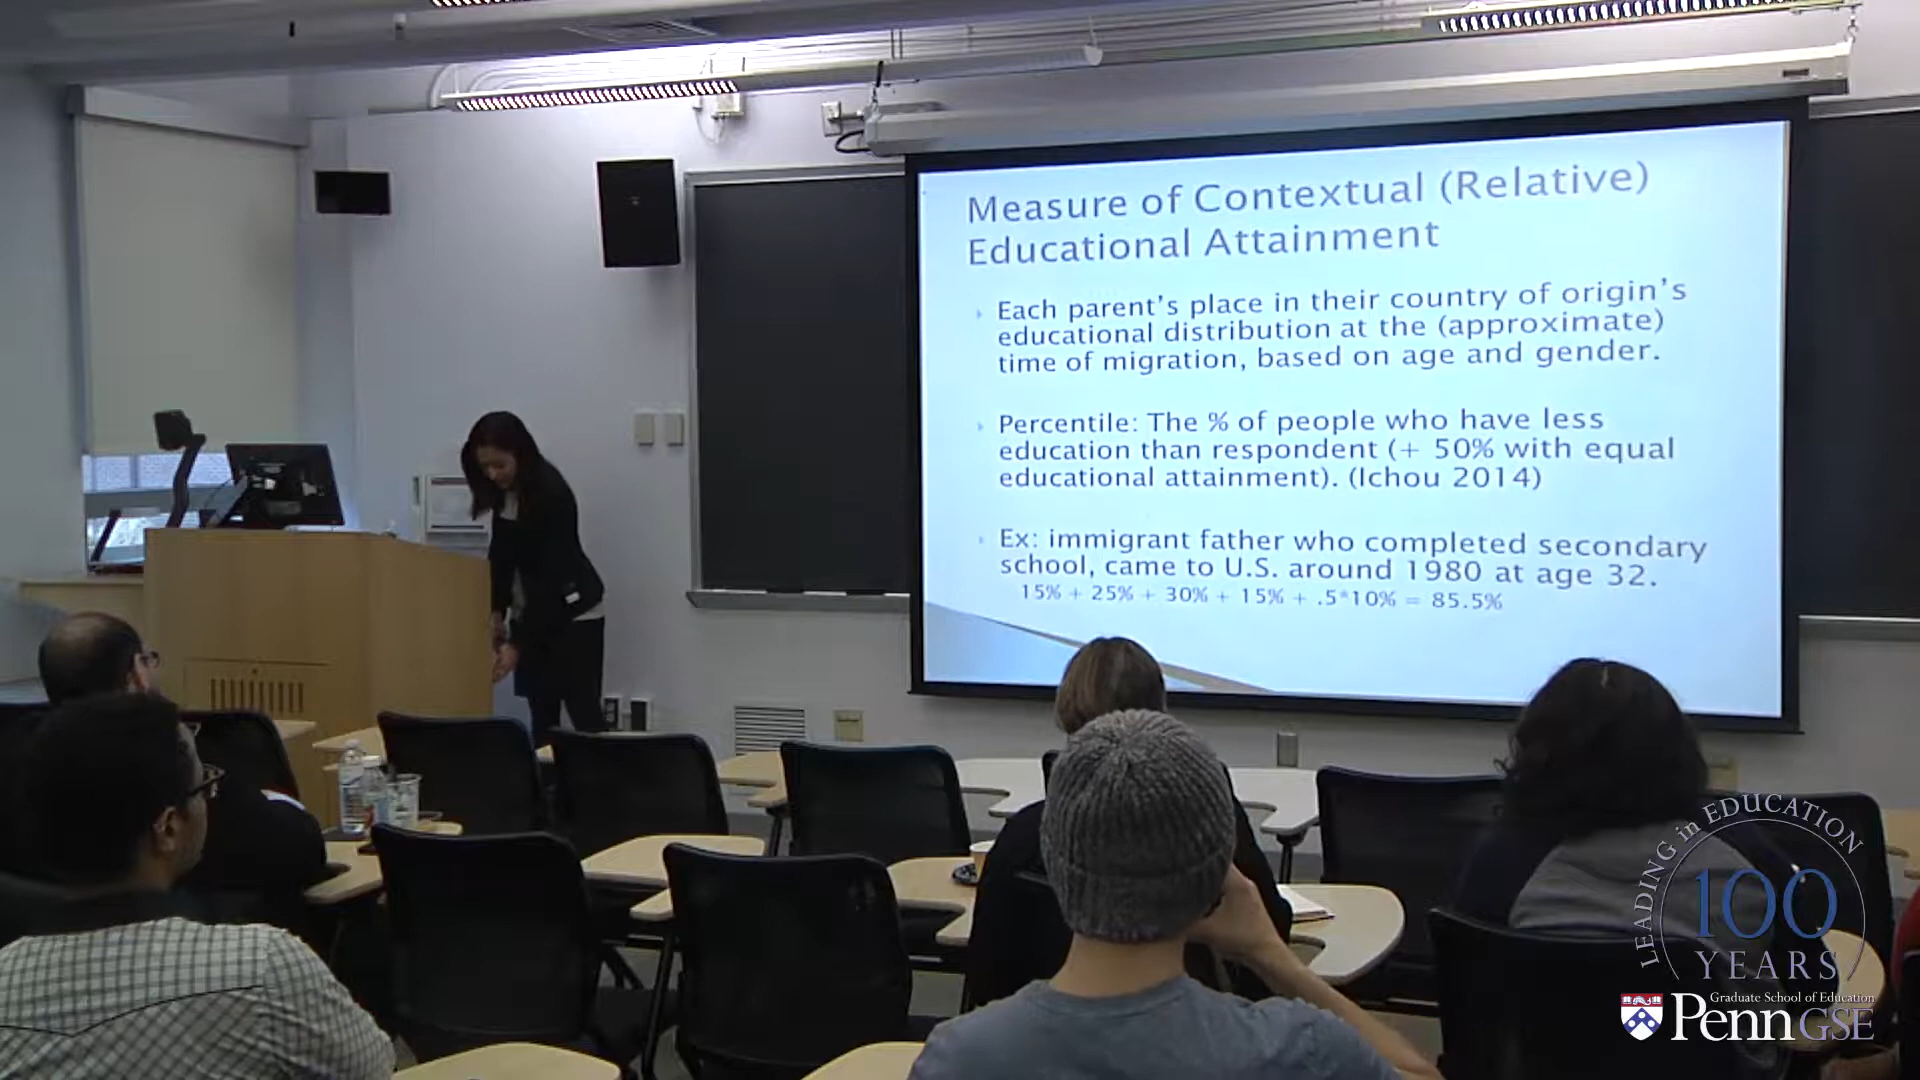 Measure of Contextual (Relative)
Educational Attainment
Each parent's place in their country of origin's
educational distribution at the (approximate)
time of migration, based on age and gender.
Percentile: The % of people who have less
education than respondent (+ 50% with equal
educational attainment). (Ichou 2014)
Ex: immigrant father who completed secondary
school, came to U.S. around 1980 at age 32.
15% + 25% + 30% + 15% + .5*10% = 85.5%
LEADING in EDUCATION
100
YEARS
Graduate School of Education
PennGSE